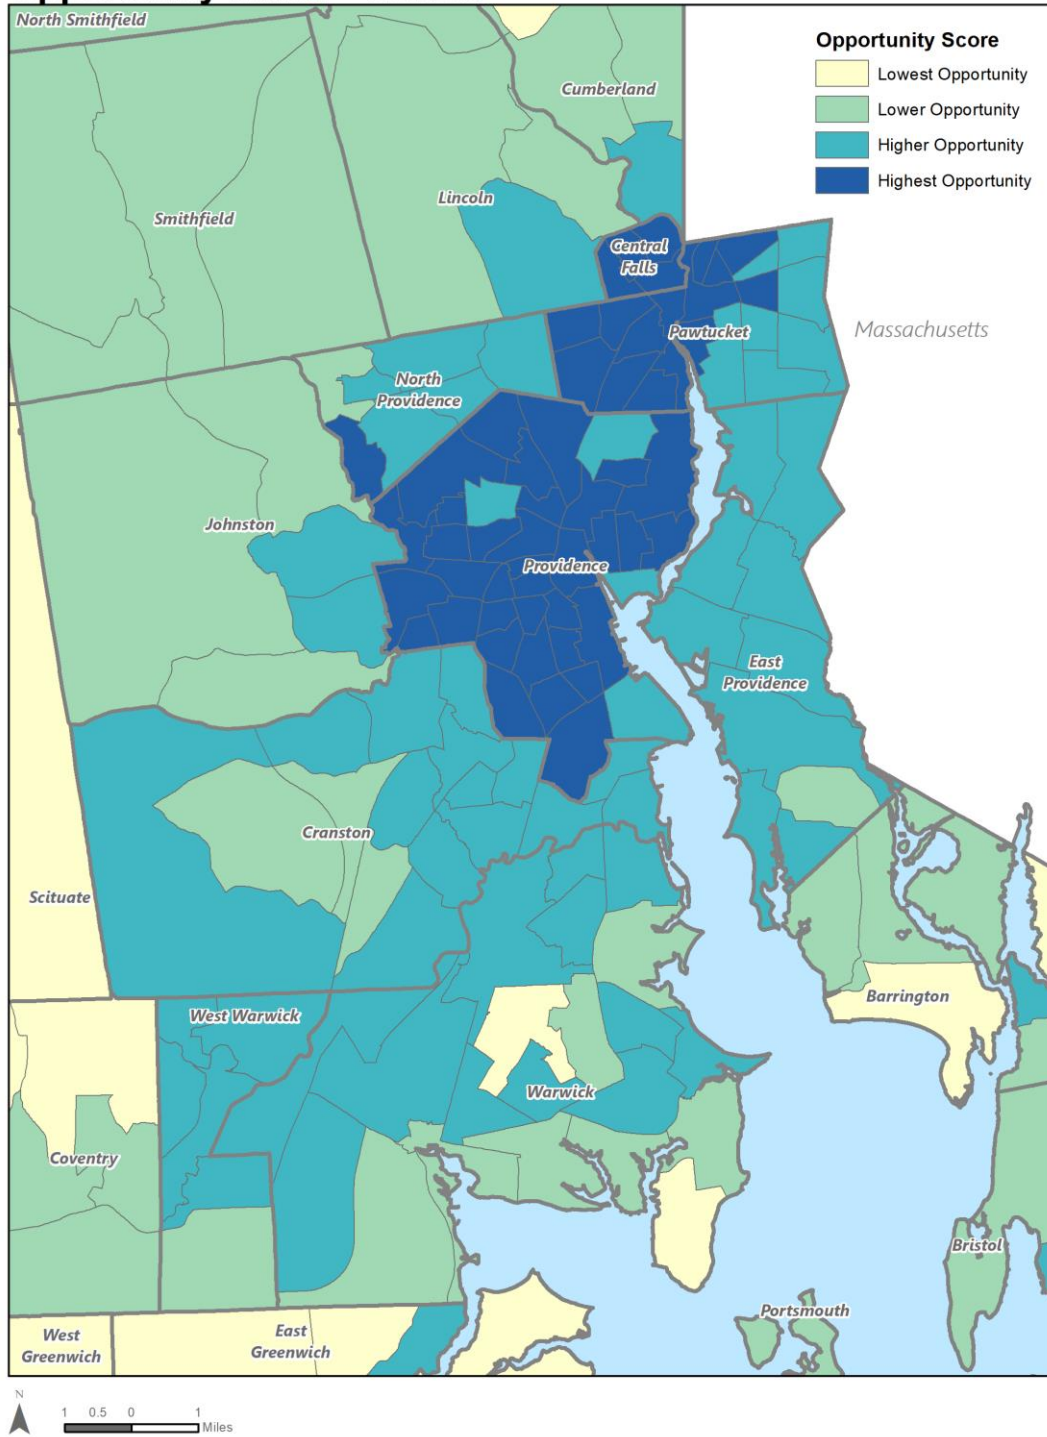 North Smithfield
Opportunity Score
Lowest Opportunity
Lower Opportunity
Higher Opportunity
Highest Opportunity
Cumberland
Lincoln
Smithfield
Central
Falls
Pawtucket
Massachusetts
North
Providence
Johnston
Providence
East
Providence
Cranston
Scituate
West Warwick
Barrington
Warwick
Coventry
Bristol
Portsmouth
West
Greenwich
East
Greenwich
N
1 0.5 0 1
Miles